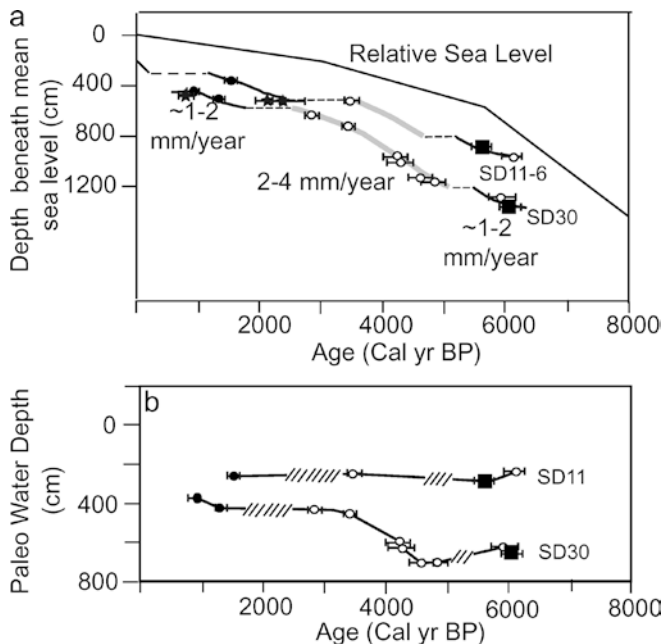 a
0
400
800
1200
Depth beneath mean
sea level (cm)
Relative Sea Level
~1-2
mm/year
2-4 mm/year
SD11-6
SD30
~1-2
mm/year
2000
4000
6000
8000
Age (Cal yr BP)
b
0
400
800
Paleo Water Depth
(cm)
SD11
SD30
2000
4000
6000
8000
Age (Cal yr BP)